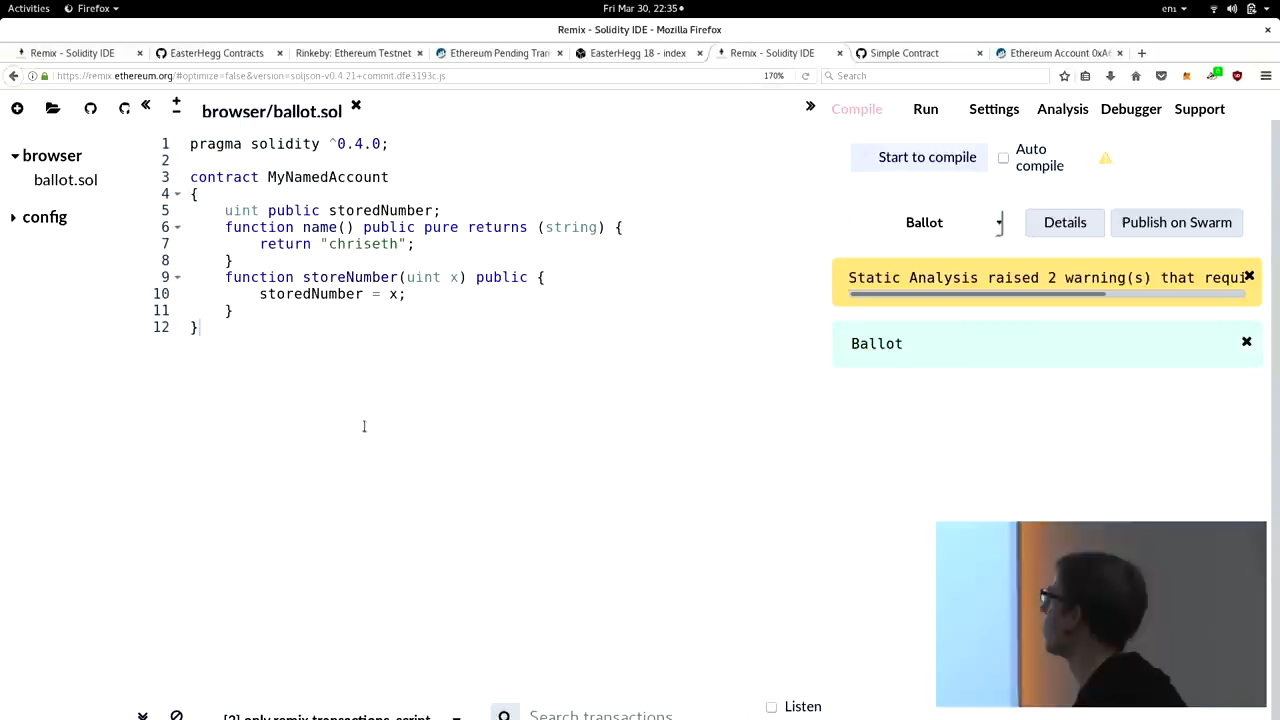 Activities Firefox Fri Mar 30, 22:35 en1
Remix - Solidity IDE - Mozilla Firefox
Remix - Solidity IDE EasterHegg Contracts Rinkeby: Ethereum Testnet Ethereum Pending Tran EasterHegg 18 - index Remix - Solidity IDE Simple Contract Ethereum Account 0xA
https://remix.ethereum.org/#optimize=false&version=soljson-v0.4.21+commit.dfe3193c.js 170% Search
browser/ballot.sol Compile Run Settings Analysis Debugger Support
browser
ballot.sol
config
1 pragma solidity ^0.4.0;
2
3 contract MyNamedAccount
4 {
5 uint public storedNumber;
6 function name() public pure returns (string) {
7 return "chriseth";
8 }
9 function storeNumber(uint x) public {
10 storedNumber = x;
11 }
12 }
Start to compile Auto compile
Ballot Details Publish on Swarm
Static Analysis raised 2 warning(s) that requi
Ballot
[2] only remix transactions, script Search transactions Listen